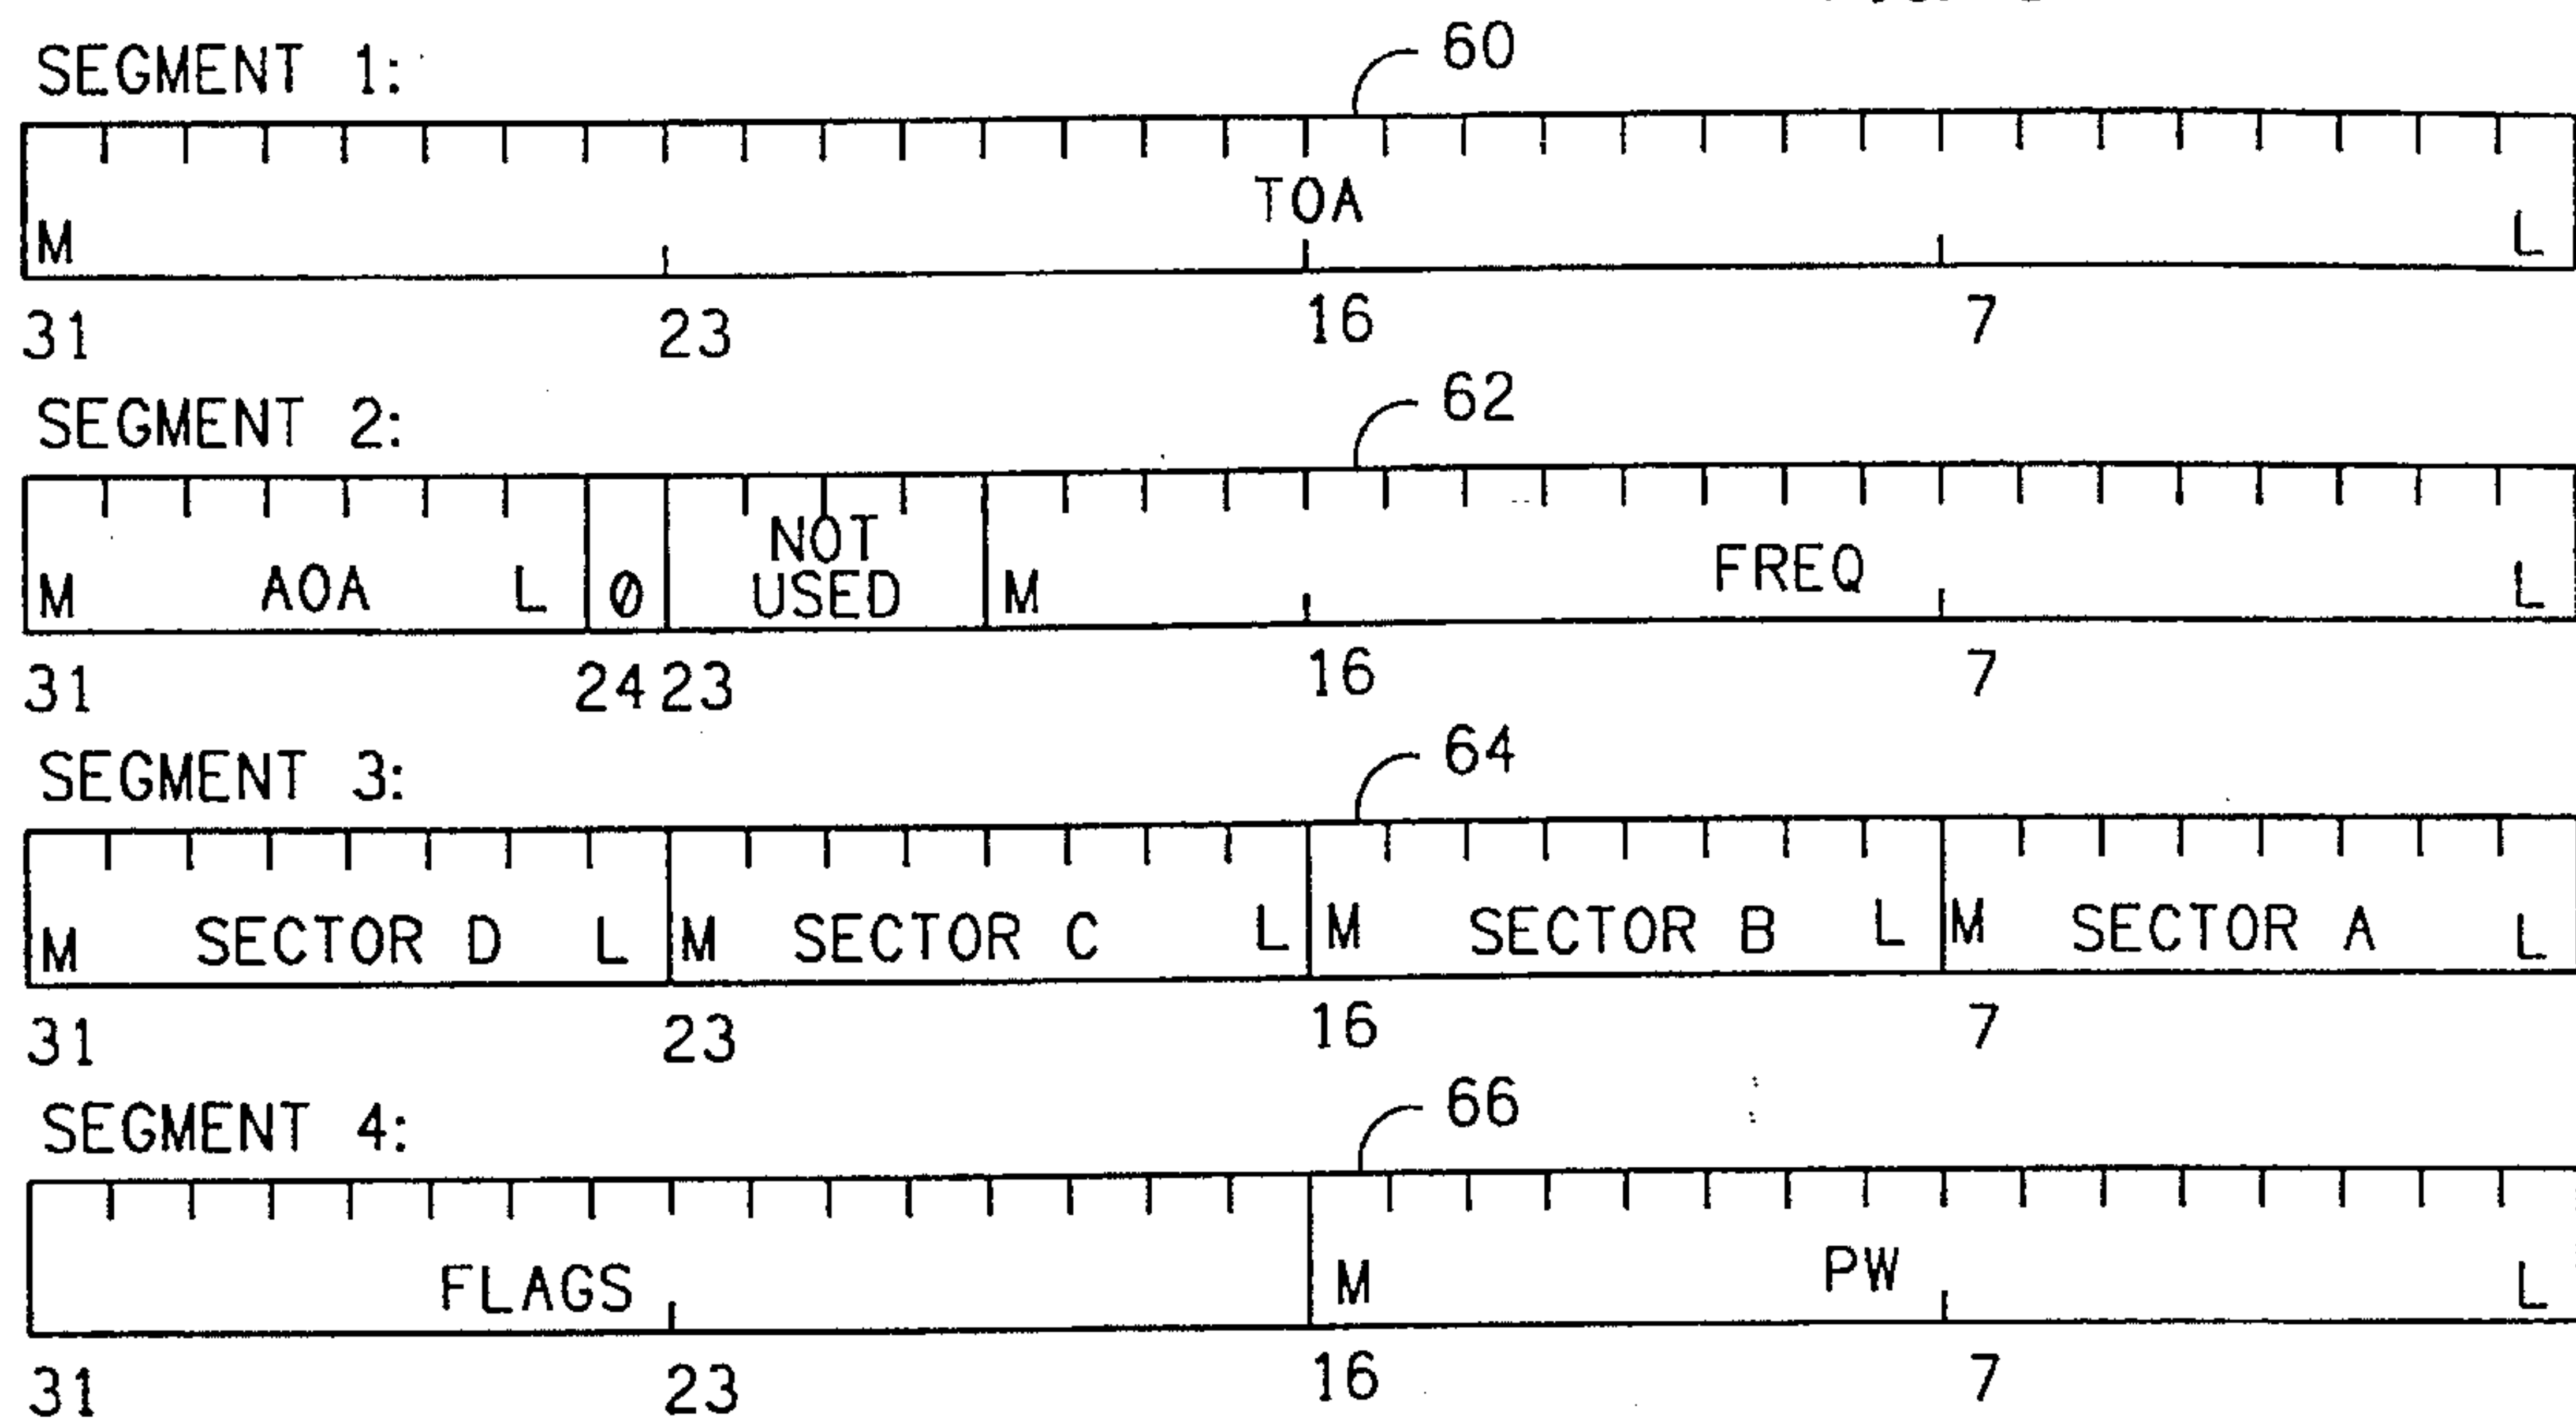 60
SEGMENT 1:
M TOA L
31 23 16 7
62
SEGMENT 2:
M AOA L 0 NOT USED M FREQ L
31 24 23 16 7
64
SEGMENT 3:
M SECTOR D L M SECTOR C L M SECTOR B L M SECTOR A L
31 23 16 7
66
SEGMENT 4:
FLAGS M PW L
31 23 16 7